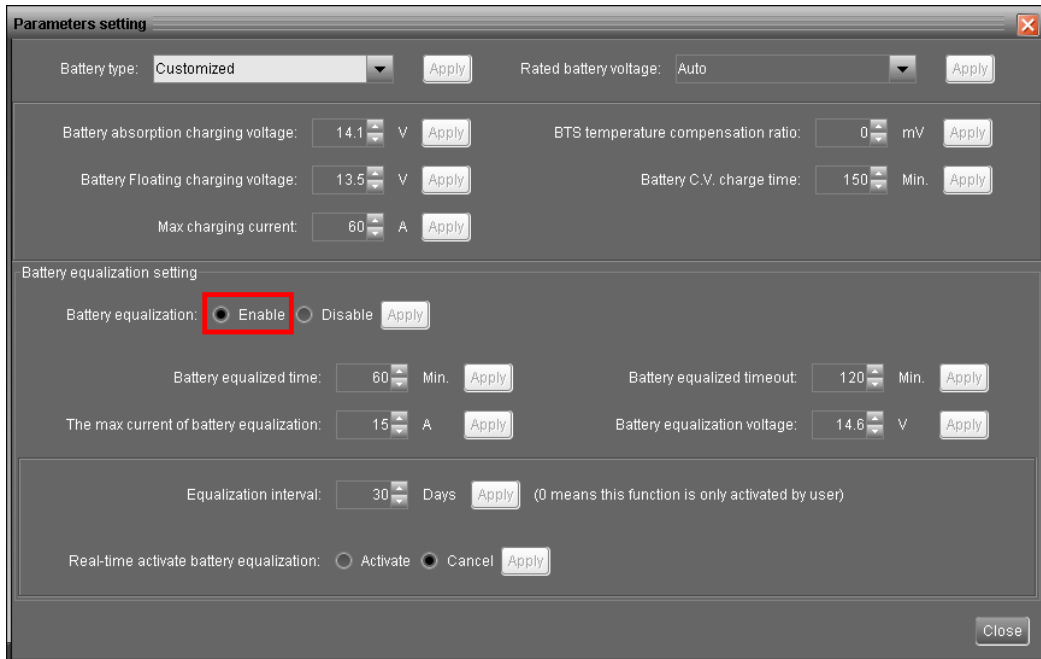 Parameters setting
Battery type: Customized Apply Rated battery voltage: Auto Apply
Battery absorption charging voltage: 14.1 V Apply BTS temperature compensation ratio: 0 mV Apply
Battery Floating charging voltage: 13.5 V Apply Battery C.V. charge time: 150 Min. Apply
Max charging current: 60 A Apply
Battery equalization setting
Battery equalization: Enable Disable Apply
Battery equalized time: 60 Min. Apply Battery equalized timeout: 120 Min. Apply
The max current of battery equalization: 15 A Apply Battery equalization voltage: 14.6 V Apply
Equalization interval: 30 Days Apply (0 means this function is only activated by user)
Real-time activate battery equalization: Activate Cancel Apply
Close